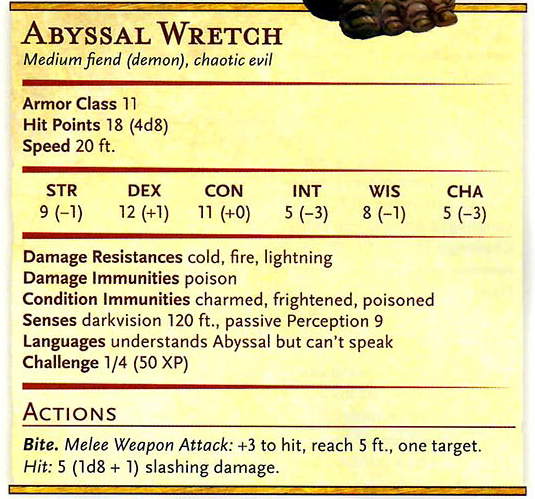 ABYSSAL WRETCH
Medium fiend (demon), chaotic evil
Armor Class 11
Hit Points 18 (4d8)
Speed 20 ft.
STR DEX CON INT WIS CHA
9 (–1) 12 (+1) 11 (+0) 5 (–3) 8 (–1) 5 (–3)
Damage Resistances cold, fire, lightning
Damage Immunities poison
Condition Immunities charmed, frightened, poisoned
Senses darkvision 120 ft., passive Perception 9
Languages understands Abyssal but can't speak
Challenge 1/4 (50 XP)
ACTIONS
Bite. Melee Weapon Attack: +3 to hit, reach 5 ft., one target.
Hit: 5 (1d8 + 1) slashing damage.